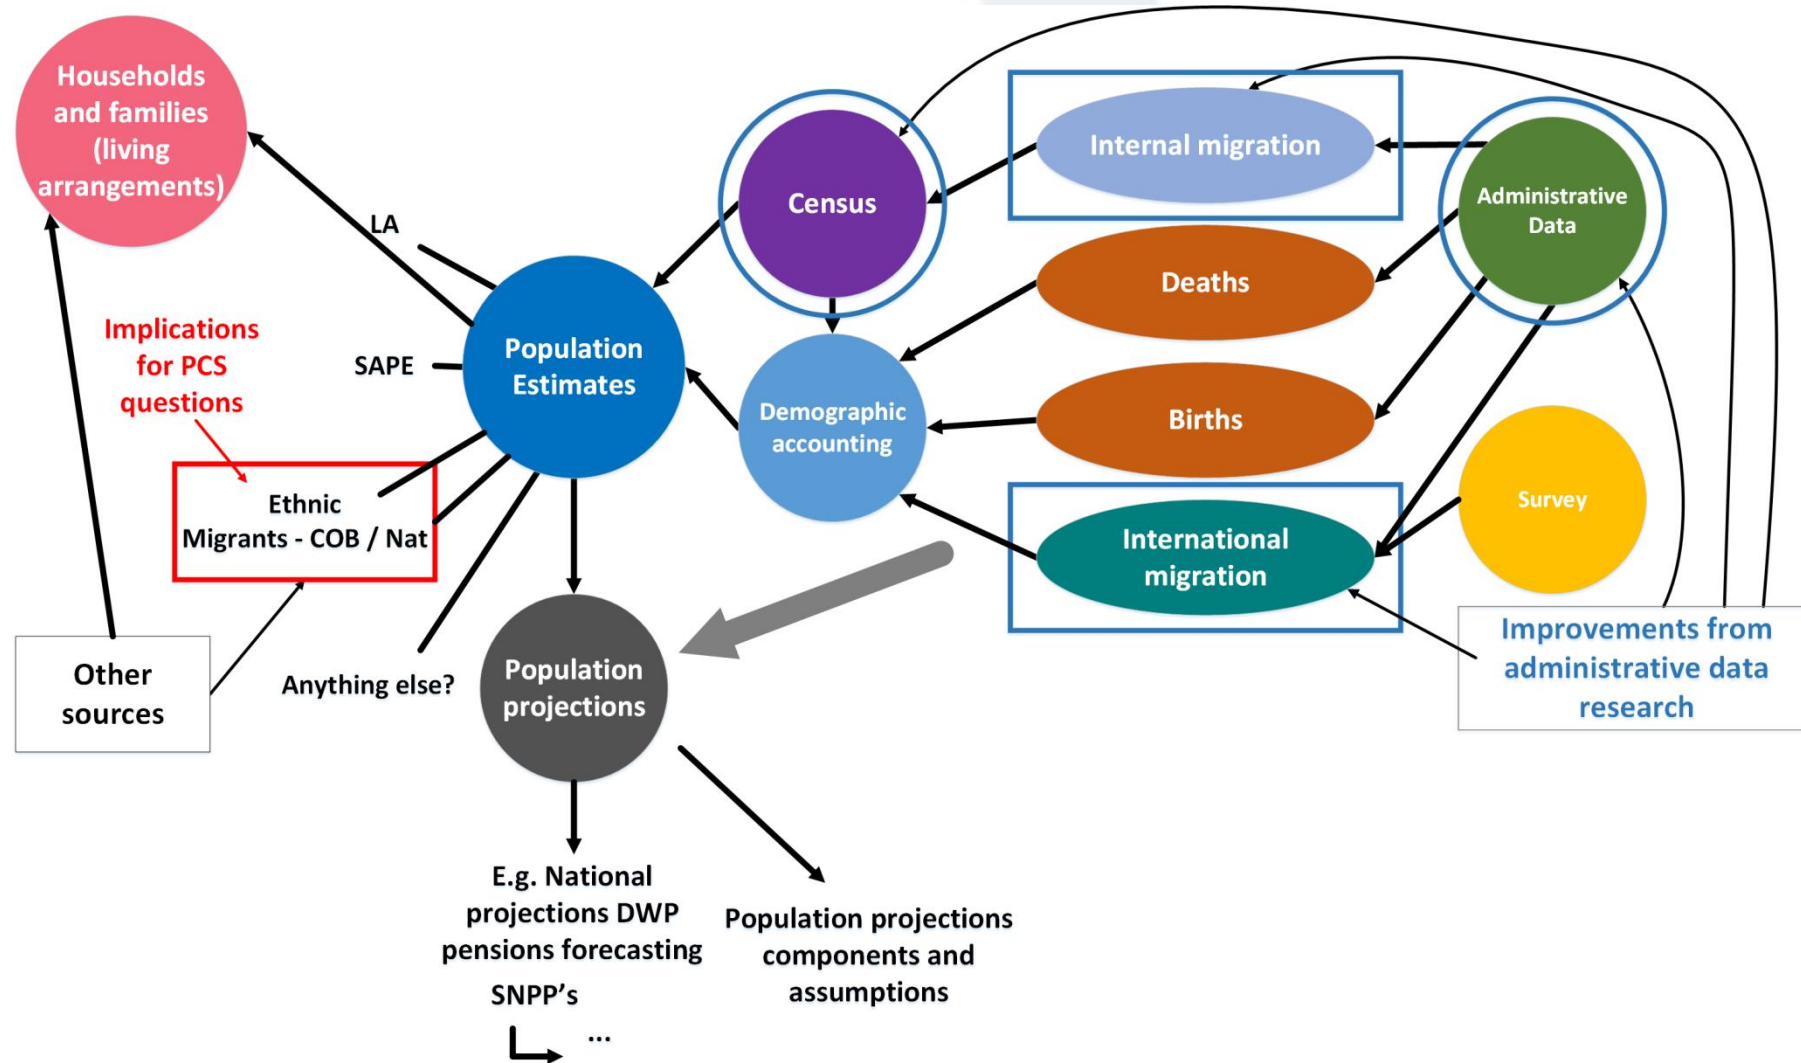 Households
and families
(living
arrangements)
LA
Census
Internal migration
Administrative
Data
Deaths
Implications
for PCS
questions
SAPE
Population
Estimates
Demographic
accounting
Births
Survey
Ethnic
Migrants - COB / Nat
International
migration
Other
sources
Anything else?
Population
projections
Improvements from
administrative data
research
E.g. National
projections DWP
pensions forecasting
SNPP’s
...
Population projections
components and
assumptions